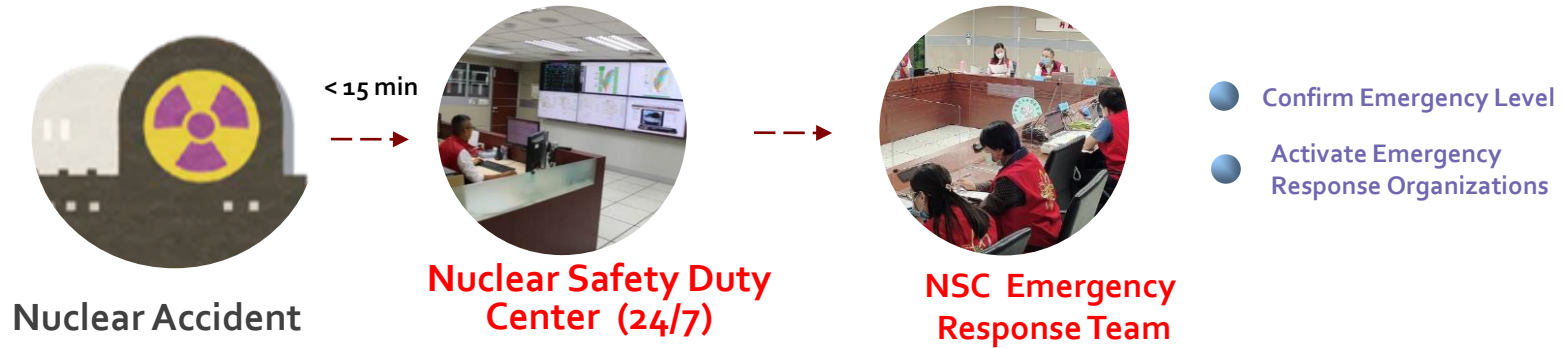 < 15 min
Nuclear Accident
Nuclear Safety Duty
Center (24/7)
NSC Emergency
Response Team
Confirm Emergency Level
Activate Emergency
Response Organizations